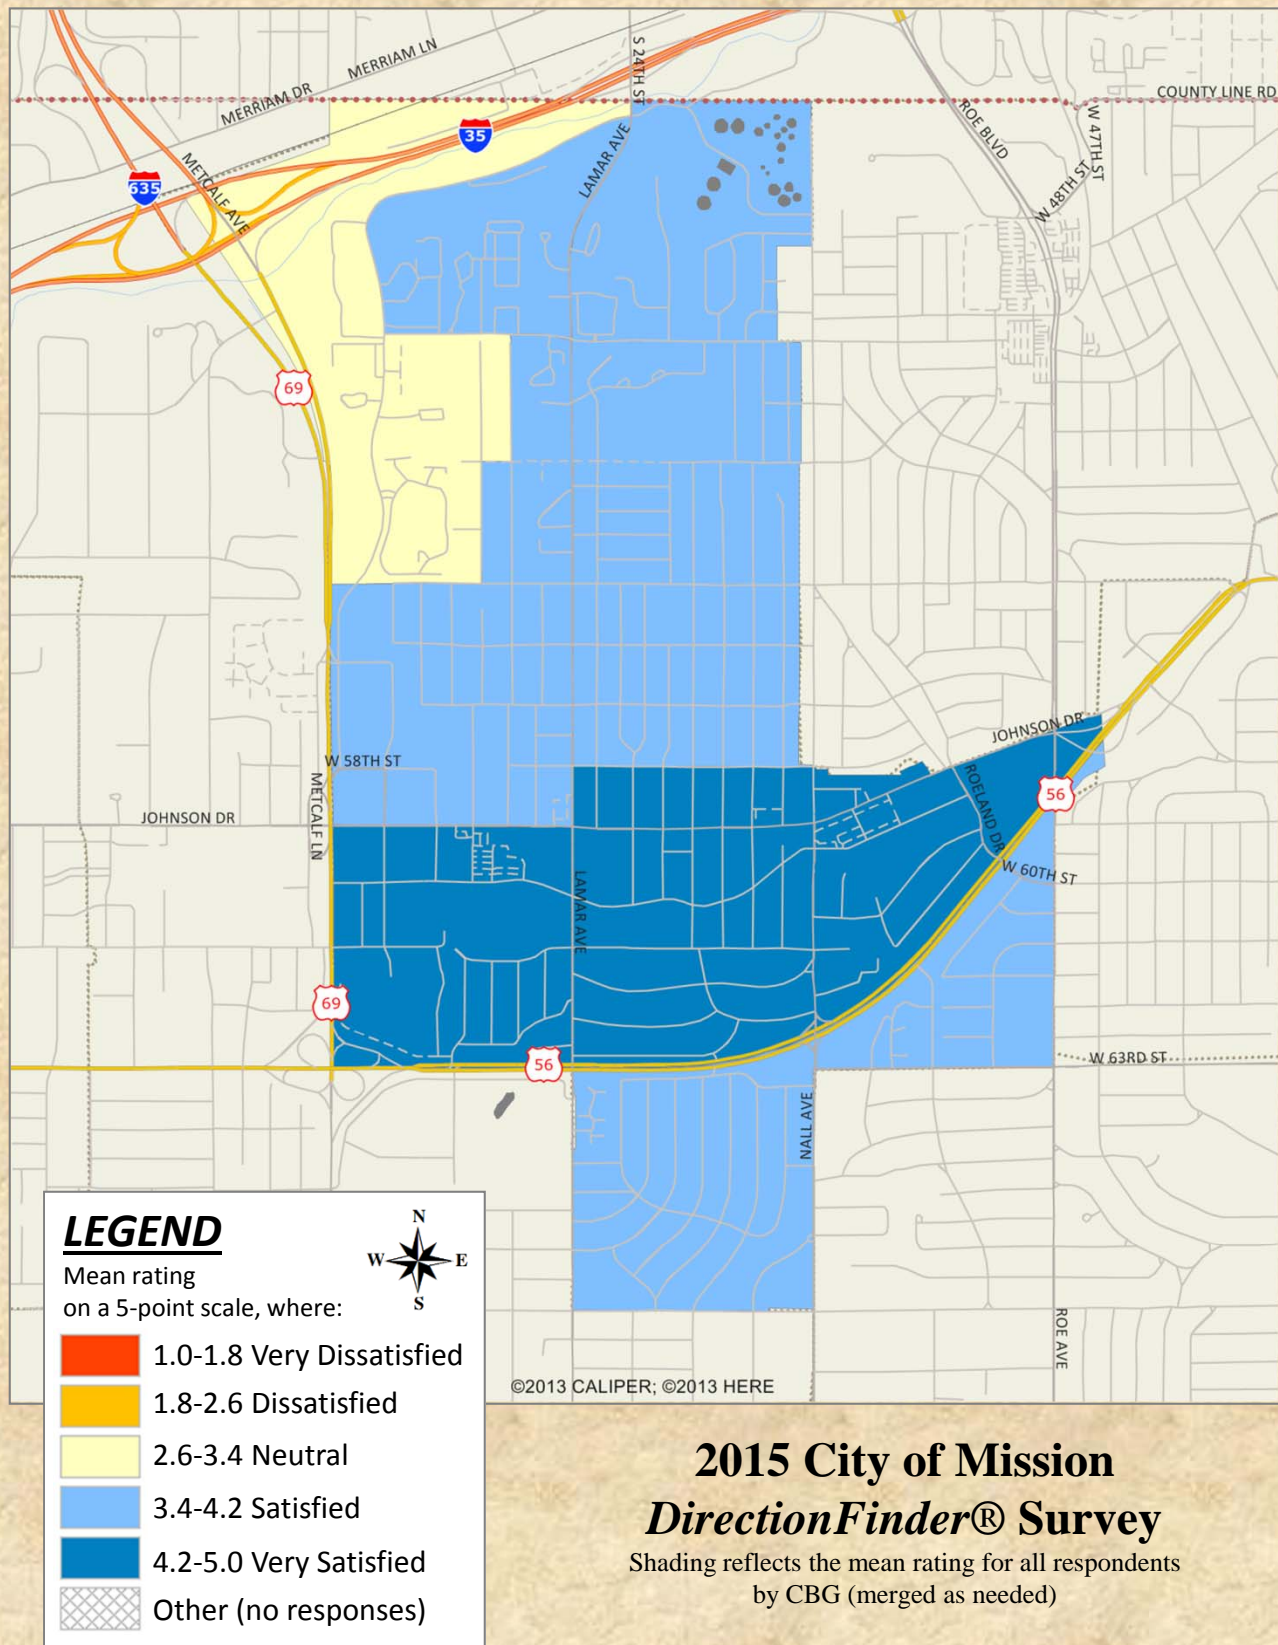 MERRIAM LN
S 24TH ST
MERRIAM DR
COUNTY LINE RD
ROE BLVD
W 47TH ST
35
LAMAR AVE
METCALF AVE
635
W 48TH ST
69
JOHNSON DR
W 58TH ST
ROELAND DR
56
METCALF LN
JOHNSON DR
W 60TH ST
LAMAR AVE
69
56
W 63RD ST
NALL AVE
ROE AVE
©2013 CALIPER; ©2013 HERE
LEGEND
N
W E
S
Mean rating
on a 5-point scale, where:
1.0-1.8 Very Dissatisfied
1.8-2.6 Dissatisfied
2.6-3.4 Neutral
3.4-4.2 Satisfied
4.2-5.0 Very Satisfied
Other (no responses)
2015 City of Mission
DirectionFinder® Survey
Shading reflects the mean rating for all respondents
by CBG (merged as needed)